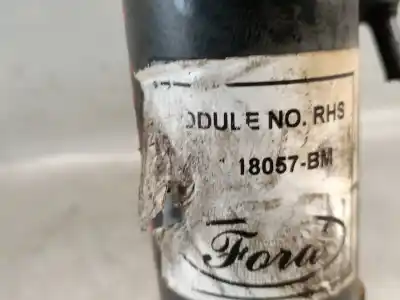 ODULE NO. RHS
18057-BM
Ford